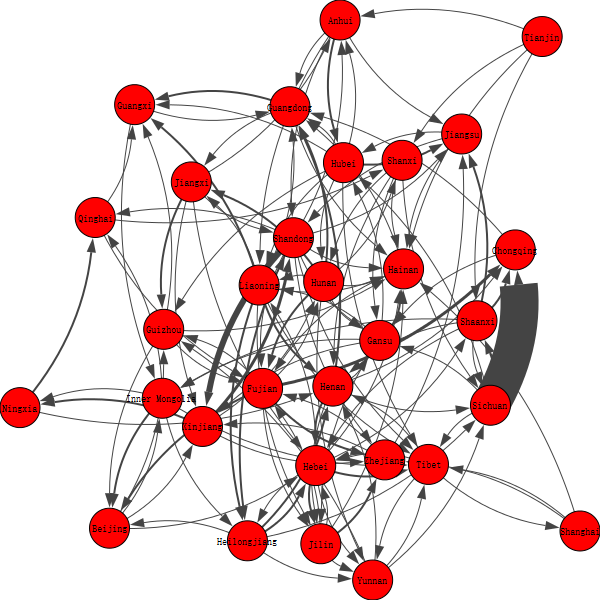 Anhui
Tianjin
Guangxi
Guangdong
Jiangsu
Hubei
Shanxi
Jiangxi
Qinghai
Shandong
Chongqing
Hainan
Liaoning
Hunan
Guizhou
Shaanxi
Gansu
Fujian
Henan
Inner Mongolia
Ningxia
Sichuan
Xinjiang
Hebei
Zhejiang
Tibet
Beijing
Shanghai
Heilongjiang
Jilin
Yunnan